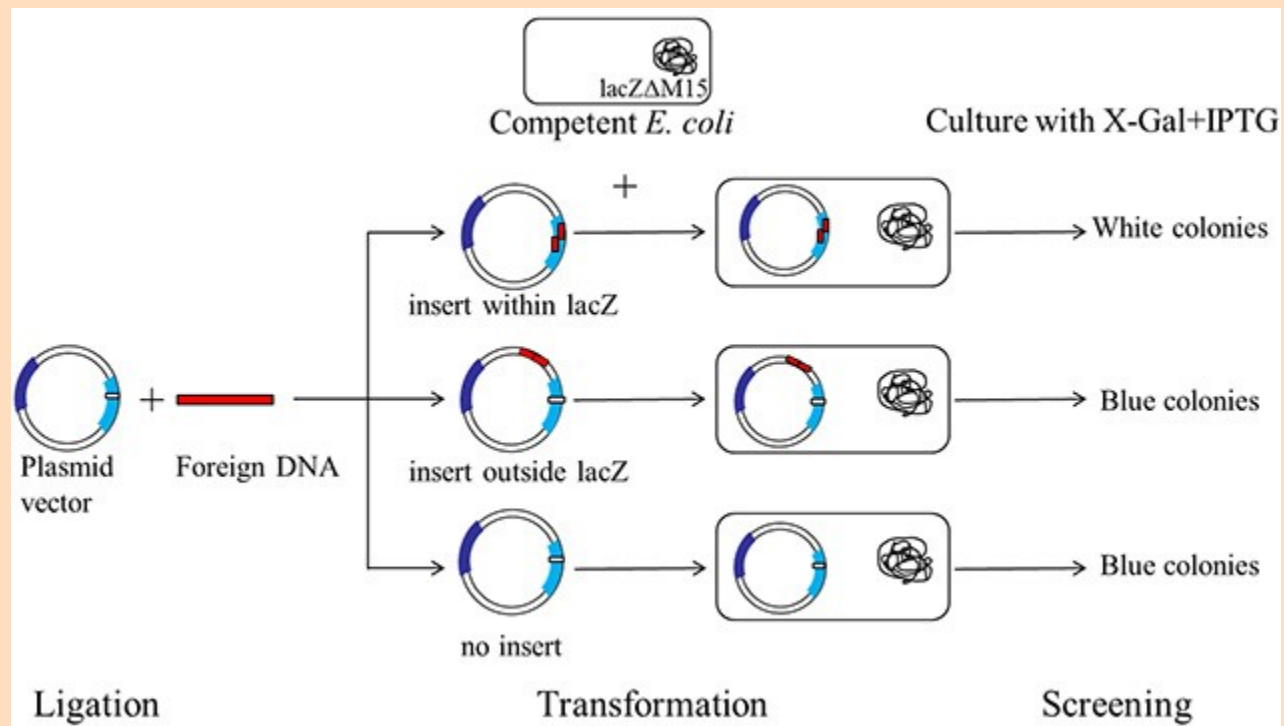 lacZΔM15
Competent E. coli
Culture with X-Gal+IPTG
+
White colonies
insert within lacZ
+
Blue colonies
Plasmid
vector
Foreign DNA
insert outside lacZ
Blue colonies
no insert
Ligation
Transformation
Screening